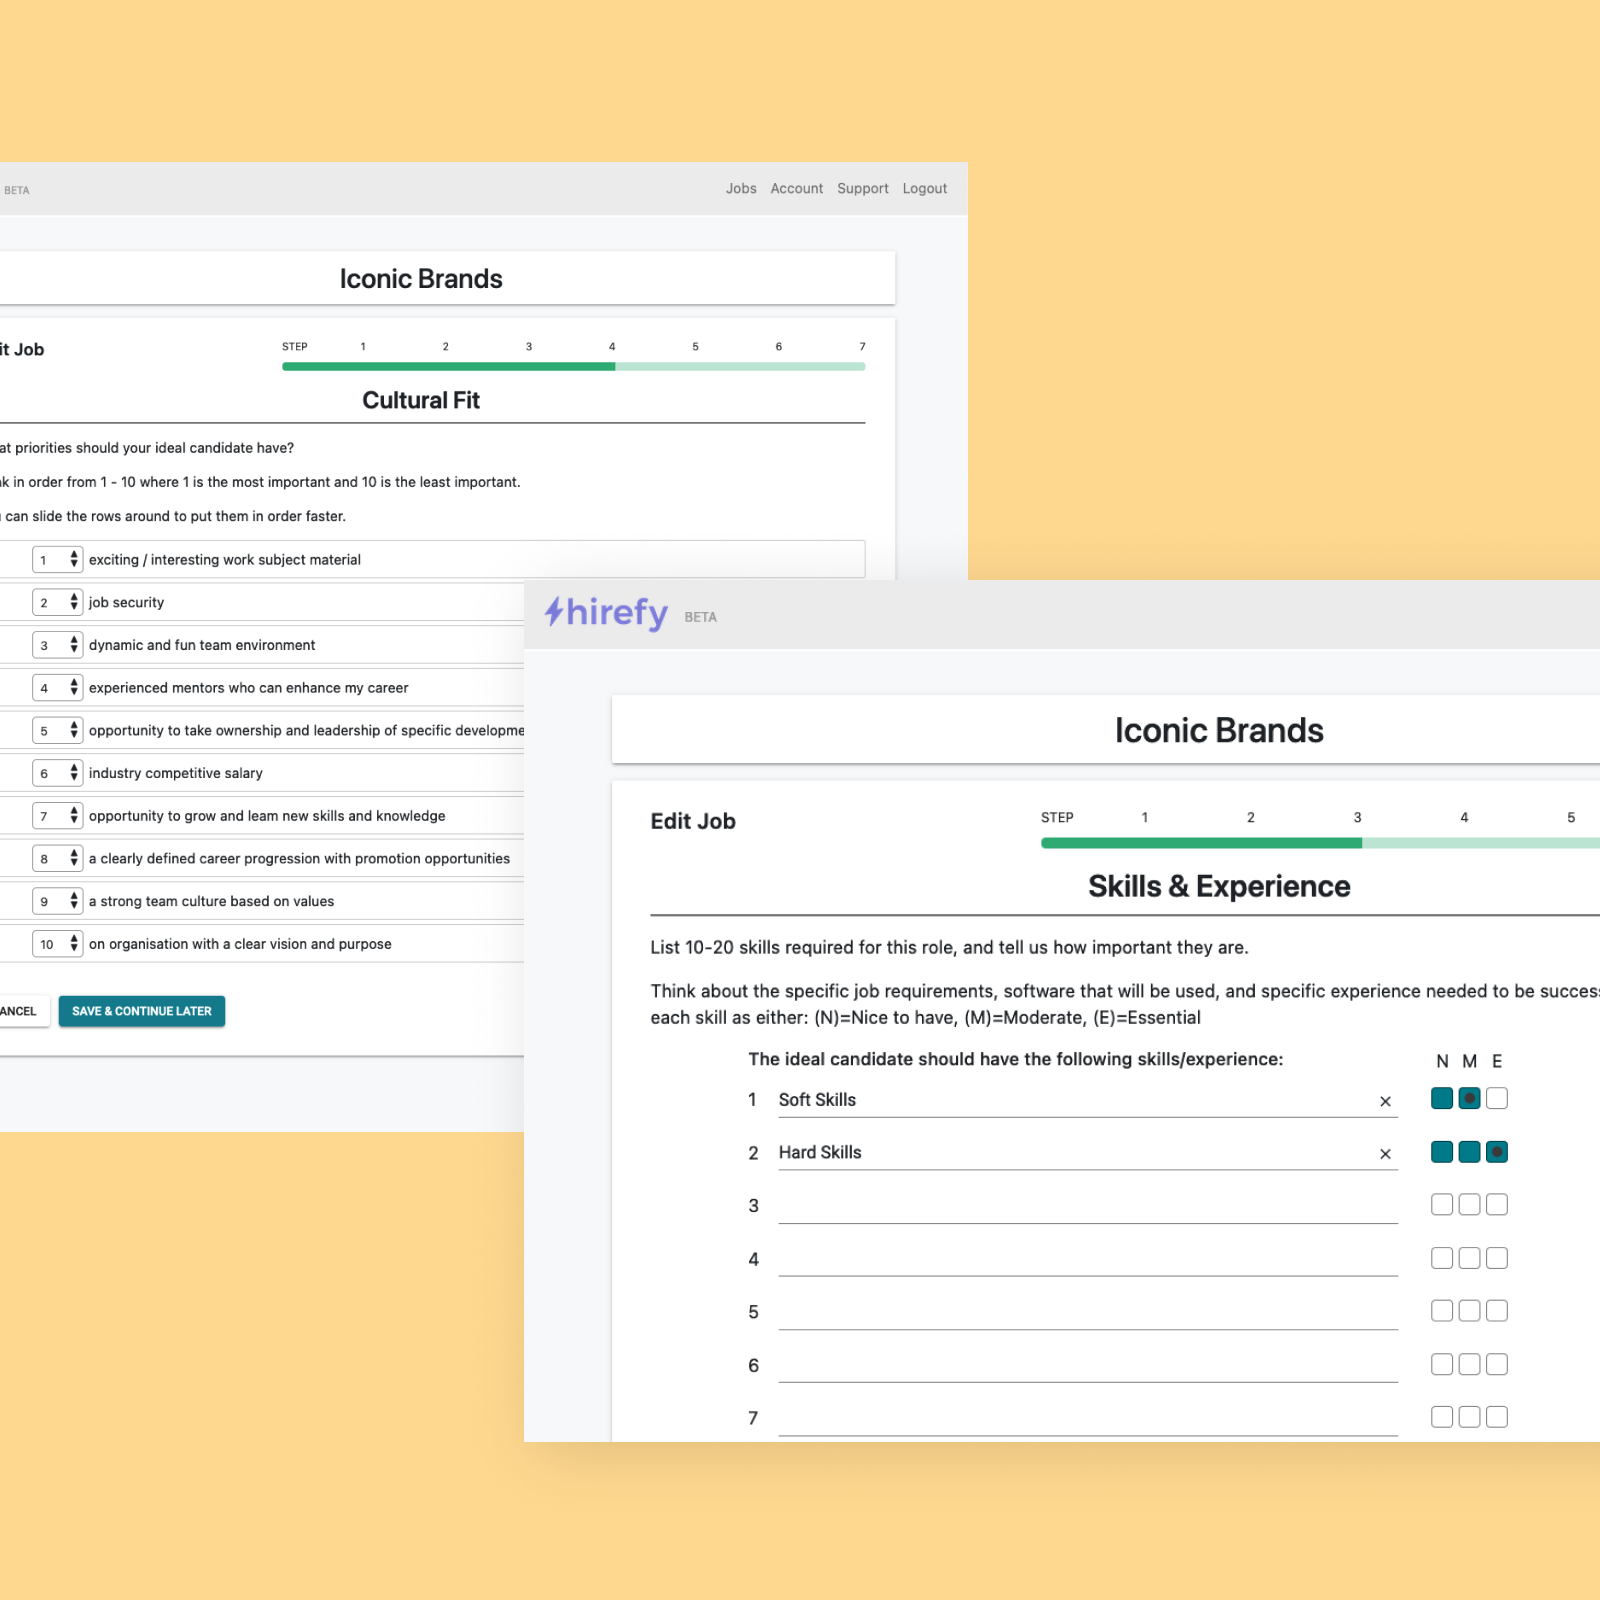 BETA
Jobs Account Support Logout
Iconic Brands
it Job
STEP 1 2 3 4 5 6 7
Cultural Fit
at priorities should your ideal candidate have?
k in order from 1 - 10 where 1 is the most important and 10 is the least important.
can slide the rows around to put them in order faster.
1 exciting / interesting work subject material
2 job security
3 dynamic and fun team environment
4 experienced mentors who can enhance my career
5 opportunity to take ownership and leadership of specific developme
6 industry competitive salary
7 opportunity to grow and leam new skills and knowledge
8 a clearly defined career progression with promotion opportunities
9 a strong team culture based on values
10 on organisation with a clear vision and purpose
ANCEL SAVE & CONTINUE LATER
hirefy BETA
Iconic Brands
Edit Job
STEP 1 2 3 4 5
Skills & Experience
List 10-20 skills required for this role, and tell us how important they are.
Think about the specific job requirements, software that will be used, and specific experience needed to be success
each skill as either: (N)=Nice to have, (M)=Moderate, (E)=Essential
The ideal candidate should have the following skills/experience: N M E
1 Soft Skills ×
2 Hard Skills ×
3
4
5
6
7